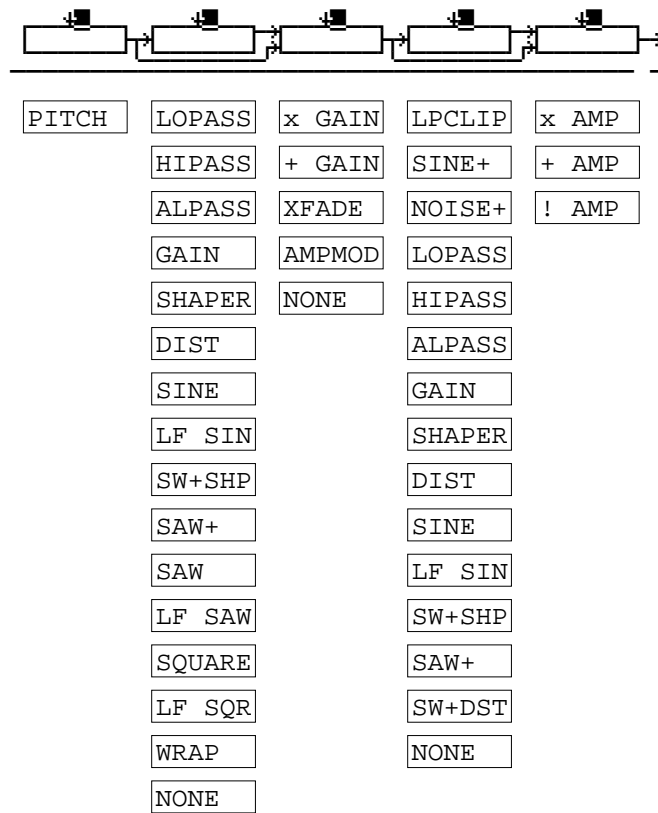 PITCH LOPASS x GAIN LPCLIP x AMP
HIPASS + GAIN SINE+ + AMP
ALPASS XFADE NOISE+ ! AMP
GAIN AMPMOD LOPASS
SHAPER NONE HIPASS
DIST ALPASS
SINE GAIN
LF SIN SHAPER
SW+SHP DIST
SAW+ SINE
SAW LF SIN
LF SAW SW+SHP
SQUARE SAW+
LF SQR SW+DST
WRAP NONE
NONE